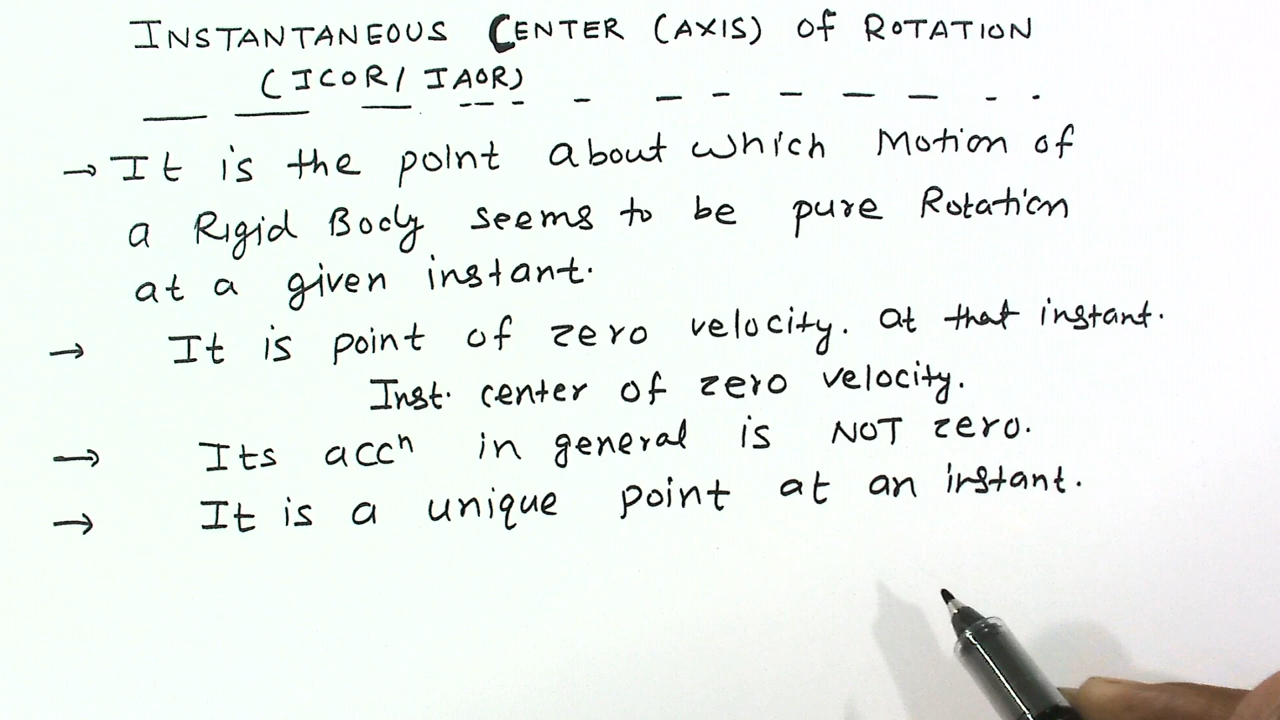 INSTANTANEOUS CENTER (AXIS) of ROTATION
(ICOR/ IAOR)
→ It is the point about which Motion of
a Rigid Body seems to be pure Rotation
at a given instant.
→ It is point of zero velocity. at that instant.
Inst. center of zero velocity.
→ Its accⁿ in general is NOT zero.
→ It is a unique point at an instant.